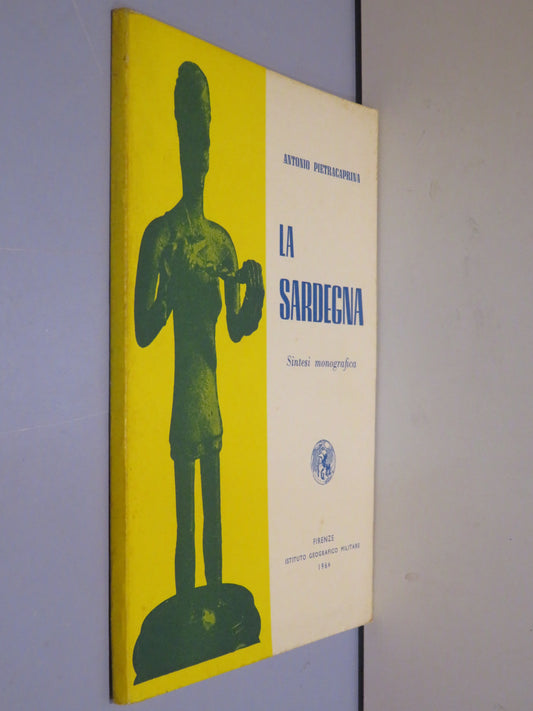 ANTONIO PIETRACAPRINA
LA
SARDEGNA
Sintesi monografica
FIRENZE
ISTITUTO GEOGRAFICO MILITARE
1964